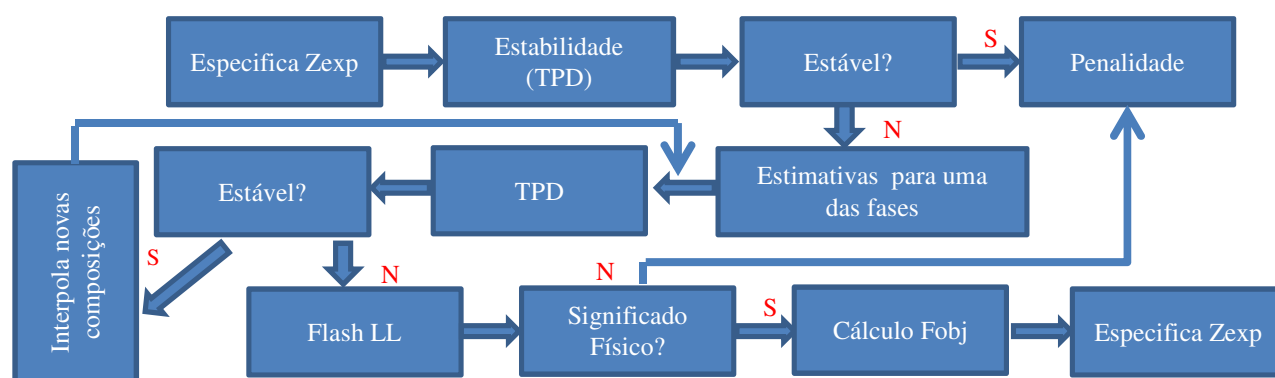 Especifica Zexp
Estabilidade
(TPD)
Estável?
S
Penalidade
N
Estimativas para uma
das fases
TPD
Estável?
Interpola novas
composições
S
N
Flash LL
N
Significado
Físico?
S
Cálculo Fobj
Especifica Zexp